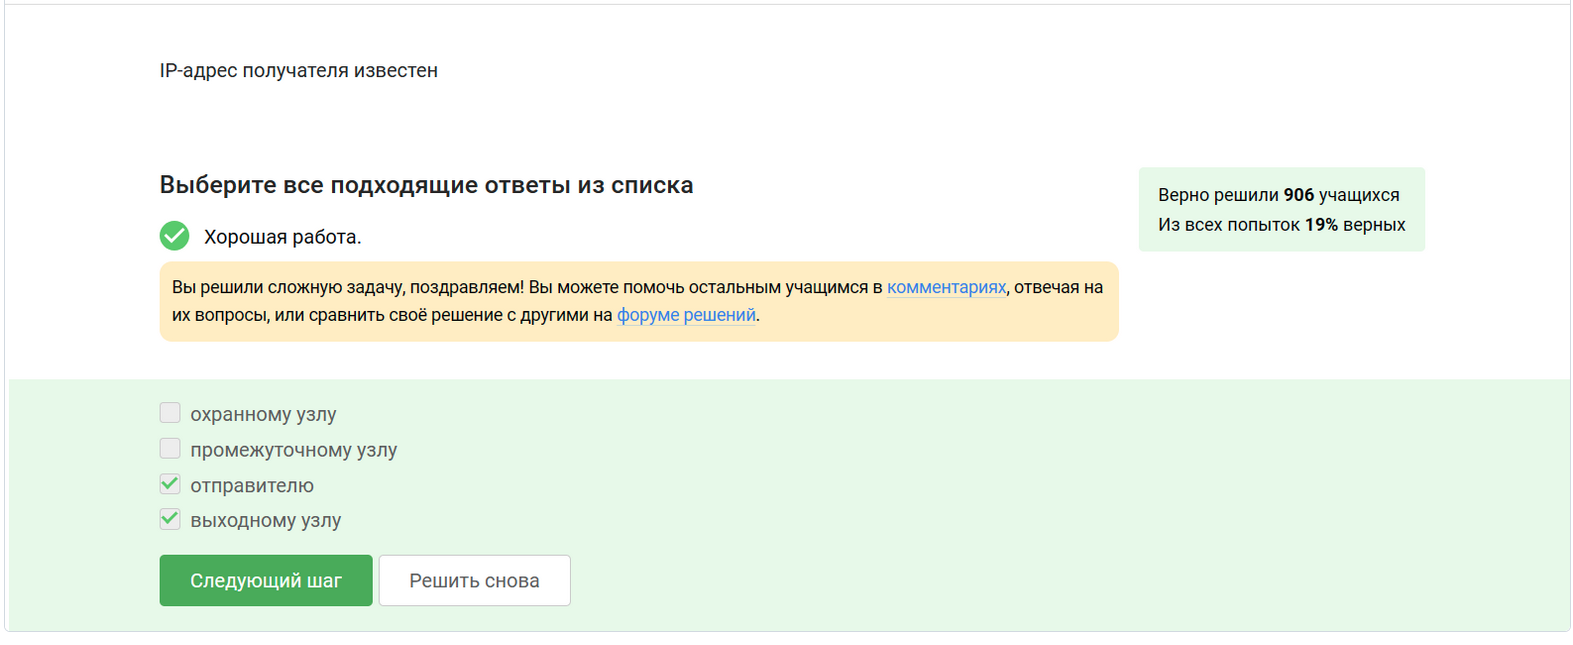 IP-адрес получателя известен
Выберите все подходящие ответы из списка
Верно решили 906 учащихся
Из всех попыток 19% верных
Хорошая работа.
Вы решили сложную задачу, поздравляем! Вы можете помочь остальным учащимся в комментариях, отвечая на
их вопросы, или сравнить своё решение с другими на форуме решений.
охранному узлу
промежуточному узлу
отправителю
выходному узлу
Следующий шаг
Решить снова